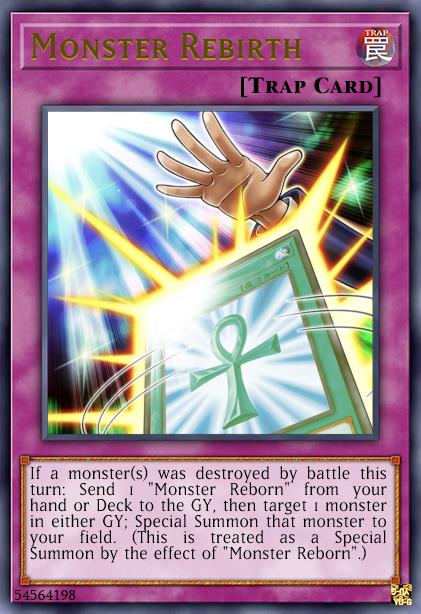 Monster Rebirth
TRAP
罠
[Trap Card]
If a monster(s) was destroyed by battle this
turn: Send 1 "Monster Reborn" from your
hand or Deck to the GY, then target 1 monster
in either GY; Special Summon that monster to
your field. (This is treated as a Special
Summon by the effect of "Monster Reborn".)
54564198